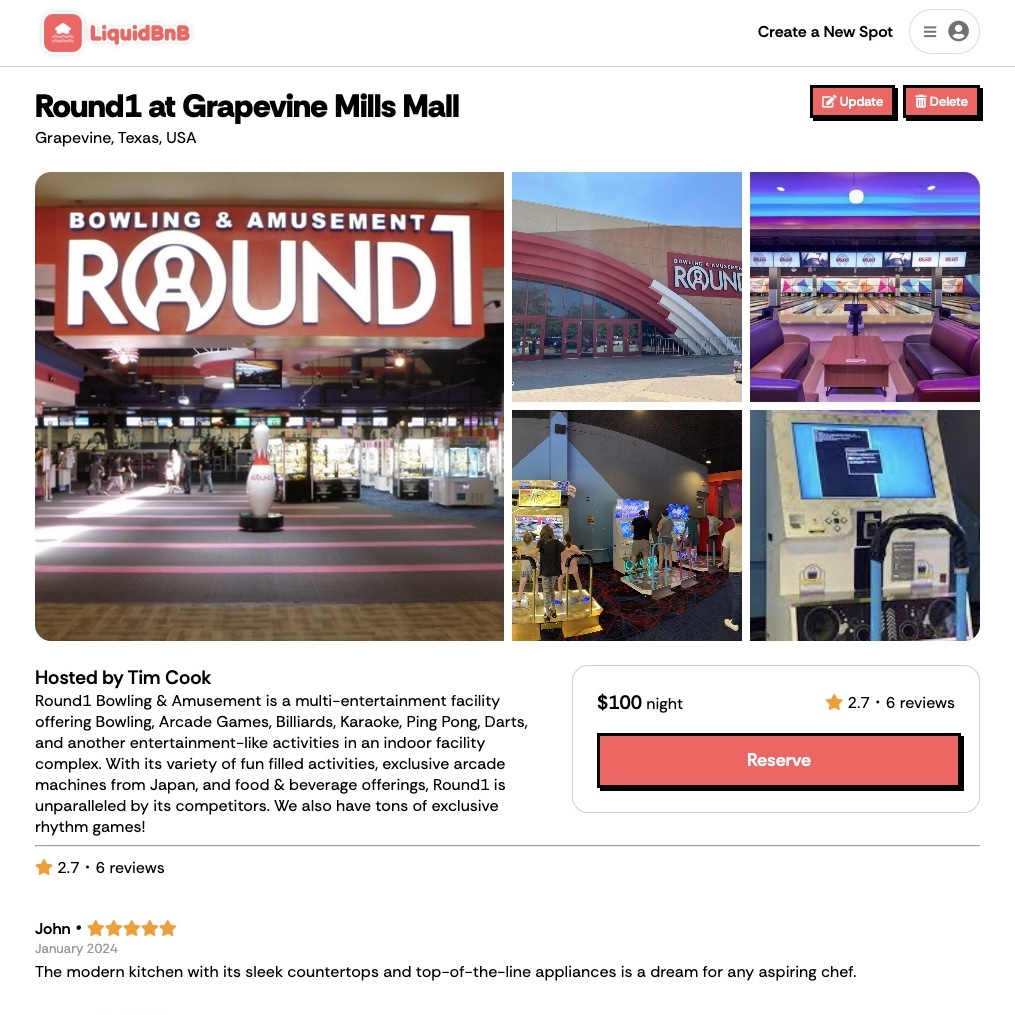 LiquidBnB
Create a New Spot
Round1 at Grapevine Mills Mall
Update
Delete
Grapevine, Texas, USA
BOWLING & AMUSEMENT
ROUND1
BOWLING & AMUSEMEN
ROUND
Hosted by Tim Cook
Round1 Bowling & Amusement is a multi-entertainment facility
offering Bowling, Arcade Games, Billiards, Karaoke, Ping Pong, Darts,
and another entertainment-like activities in an indoor facility
complex. With its variety of fun filled activities, exclusive arcade
machines from Japan, and food & beverage offerings, Round1 is
unparalleled by its competitors. We also have tons of exclusive
rhythm games!
$100 night
2.7 · 6 reviews
Reserve
2.7 · 6 reviews
John •
January 2024
The modern kitchen with its sleek countertops and top-of-the-line appliances is a dream for any aspiring chef.